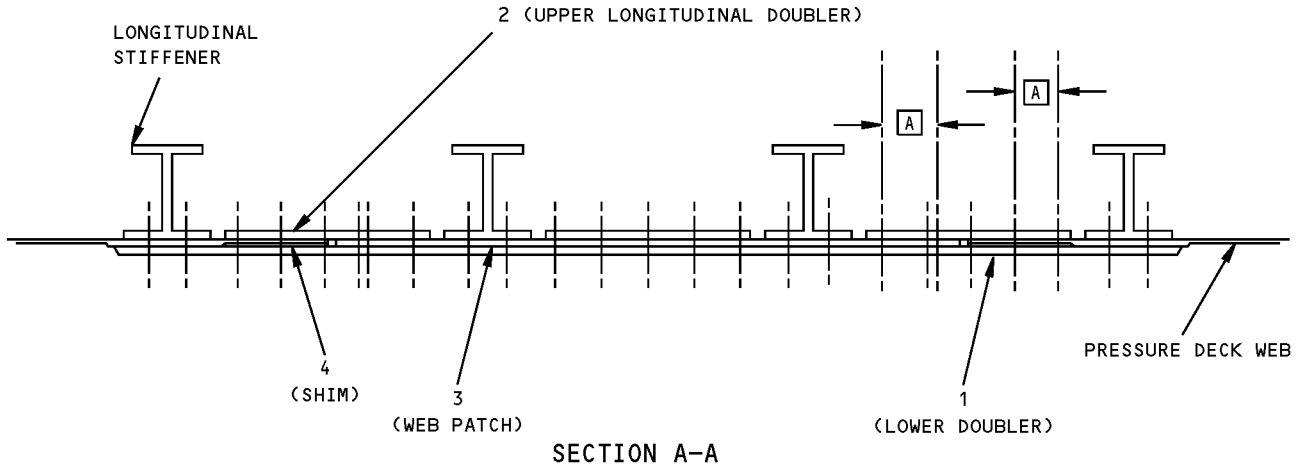 2 (UPPER LONGITUDINAL DOUBLER)
LONGITUDINAL
STIFFENER
A
A
PRESSURE DECK WEB
4
(SHIM)
3
(WEB PATCH)
1
(LOWER DOUBLER)
SECTION A-A